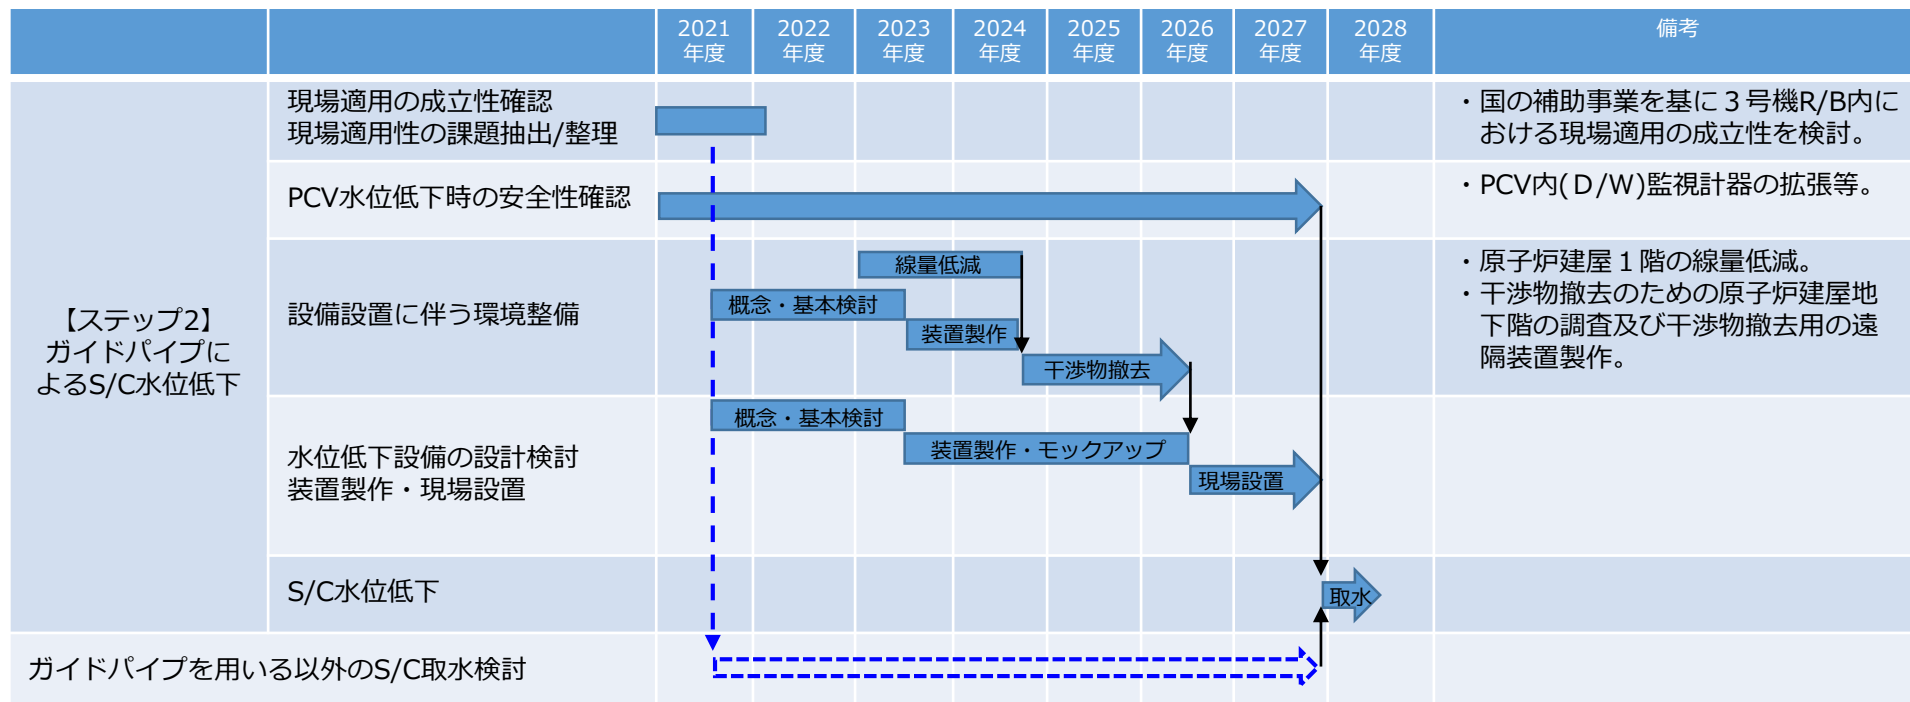 2021
年度
2022
年度
2023
年度
2024
年度
2025
年度
2026
年度
2027
年度
2028
年度
備考
【ステップ2】
ガイドパイプに
よるS/C水位低下
現場適用の成立性確認
現場適用性の課題抽出/整理
・国の補助事業を基に３号機R/B内に
おける現場適用の成立性を検討。
PCV水位低下時の安全性確認
・PCV内(Ｄ/W)監視計器の拡張等。
設備設置に伴う環境整備
線量低減
概念・基本検討
装置製作
干渉物撤去
・原子炉建屋１階の線量低減。
・干渉物撤去のための原子炉建屋地
下階の調査及び干渉物撤去用の遠
隔装置製作。
水位低下設備の設計検討
装置製作・現場設置
概念・基本検討
装置製作・モックアップ
現場設置
S/C水位低下
取水
ガイドパイプを用いる以外のS/C取水検討